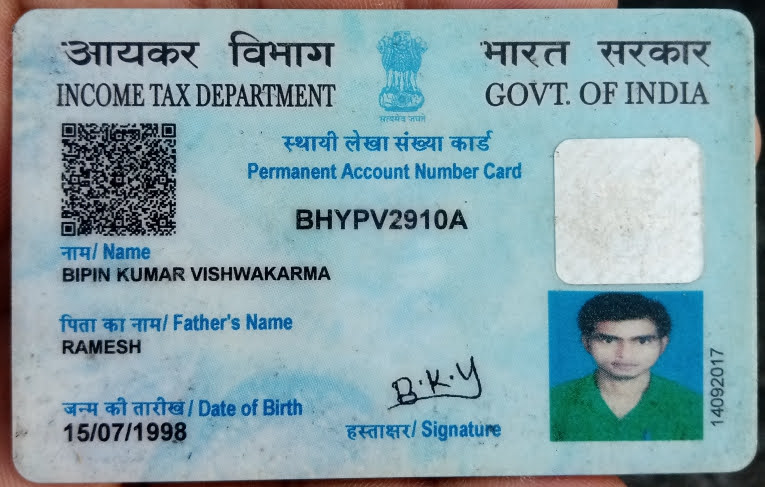 आयकर विभाग
INCOME TAX DEPARTMENT
भारत सरकार
GOVT. OF INDIA
सत्यमेव जयते
स्थायी लेखा संख्या कार्ड
Permanent Account Number Card
BHYPV2910A
नाम/ Name
BIPIN KUMAR VISHWAKARMA
पिता का नाम/ Father's Name
RAMESH
जन्म की तारीख/ Date of Birth
15/07/1998
B.K.Y
हस्ताक्षर/ Signature
14092017